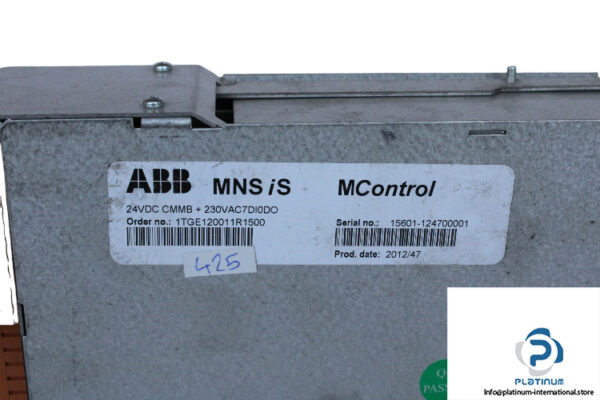 ABB MNS iS MControl
24VDC CMMB + 230VAC7DI0DO
Order no.: 1TGE120011R1500
Serial no.: 15601-124700001
Prod. date: 2012/47
425
PLATINUM
Info@platinum-international.store